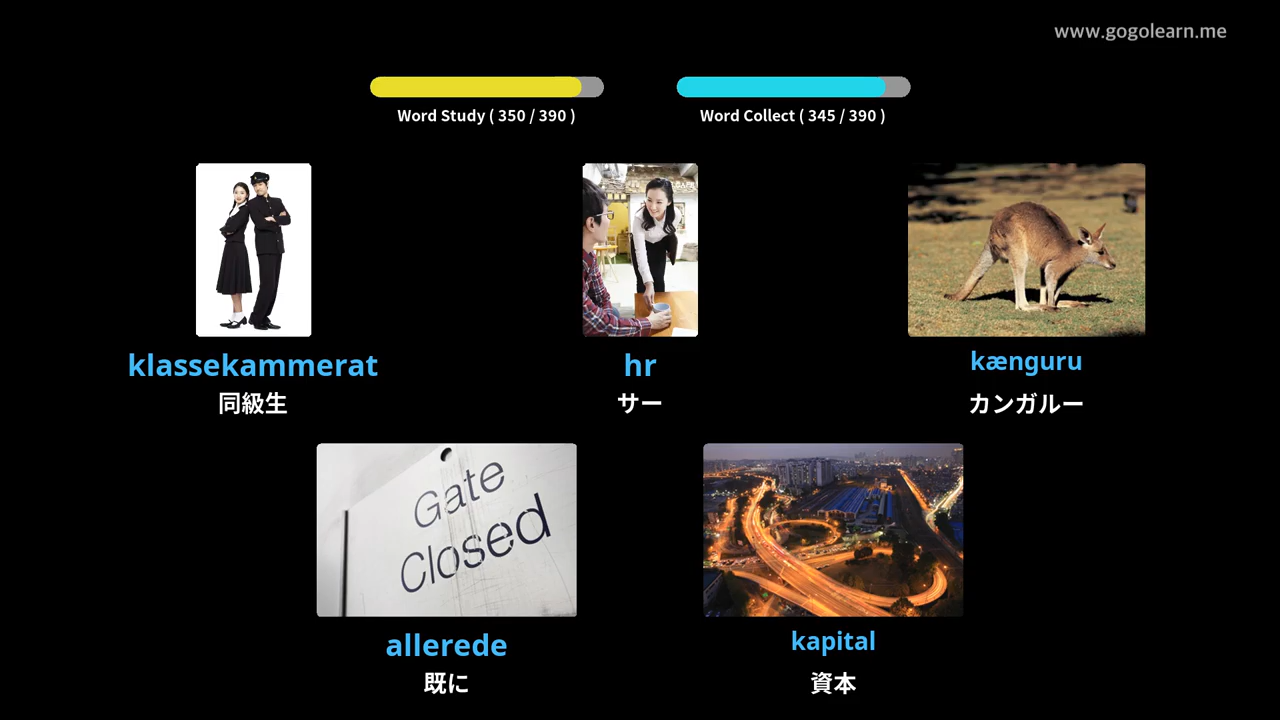 www.gogolearn.me
Word Study ( 350 / 390 )
Word Collect ( 345 / 390 )
klassekammerat
同級生
hr
サー
kænguru
カンガルー
Gate
Closed
allerede
既に
kapital
資本